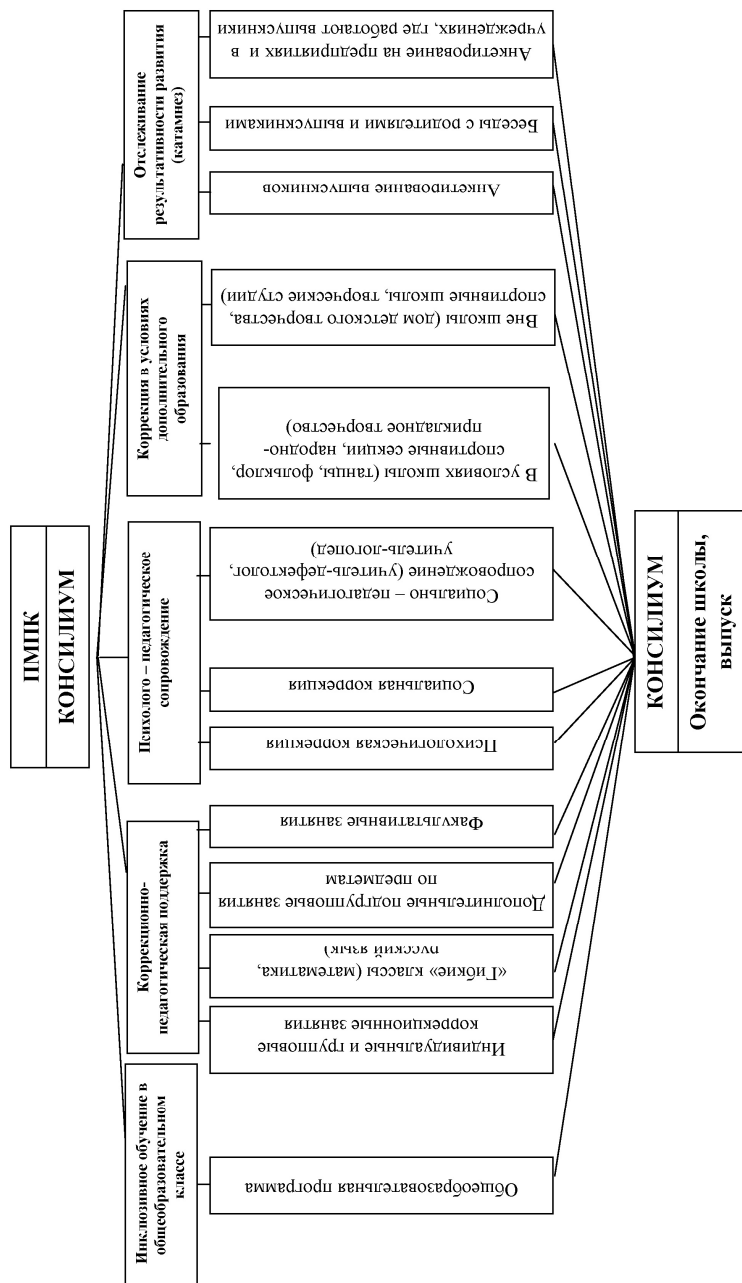 ПМПК
КОНСИЛИУМ
Инклюзивное обучение в
общеобразовательном
классе
Коррекционно-
педагогическая поддержка
Психолого – педагогическое
сопровождение
Коррекция в условиях
дополнительного
образования
Отслеживание
результативности развития
(катамнез)
Общеобразовательная программа
Индивидуальные и групповые
коррекционные занятия
«Гибкие» классы (математика,
русский язык)
Дополнительные подгрупповые занятия
по предметам
Факультативные занятия
Психологическая коррекция
Социальная коррекция
Социально – педагогическое
сопровождение (учитель-дефектолог,
учитель-логопед)
В условиях школы (танцы, фольклор,
спортивные секции, народно-
прикладное творчество)
Вне школы (дом детского творчества,
спортивные школы, творческие студии)
Анкетирование выпускников
Беседы с родителями и выпускниками
Анкетирование на предприятиях и в
учреждениях, где работают выпускники
КОНСИЛИУМ
Окончание школы,
выпуск